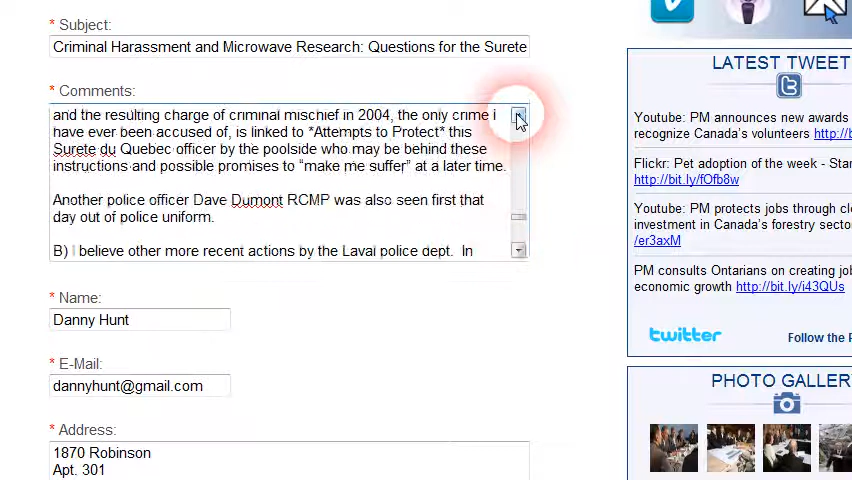 * Subject:
Criminal Harassment and Microwave Research: Questions for the Surete
* Comments:
and the resulting charge of criminal mischief in 2004, the only crime I
have ever been accused of, is linked to *Attempts to Protect* this
Surete du Quebec officer by the poolside who may be behind these
instructions and possible promises to "make me suffer" at a later time.
Another police officer Dave Dumont RCMP was also seen first that
day out of police uniform.
B) I believe other more recent actions by the Laval police dept. In
* Name:
Danny Hunt
* E-Mail:
dannyhunt@gmail.com
* Address:
1870 Robinson
Apt. 301
LATEST TWEET
Youtube: PM announces new awards
recognize Canada's volunteers http://b
Flickr: Pet adoption of the week - Star
http://bit.ly/fOfb8w
Youtube: PM protects jobs through cl
investment in Canada's forestry secto
/er3axM
PM consults Ontarians on creating job
economic growth http://bit.ly/i43QUs
twitter
Follow the P
PHOTO GALLERY